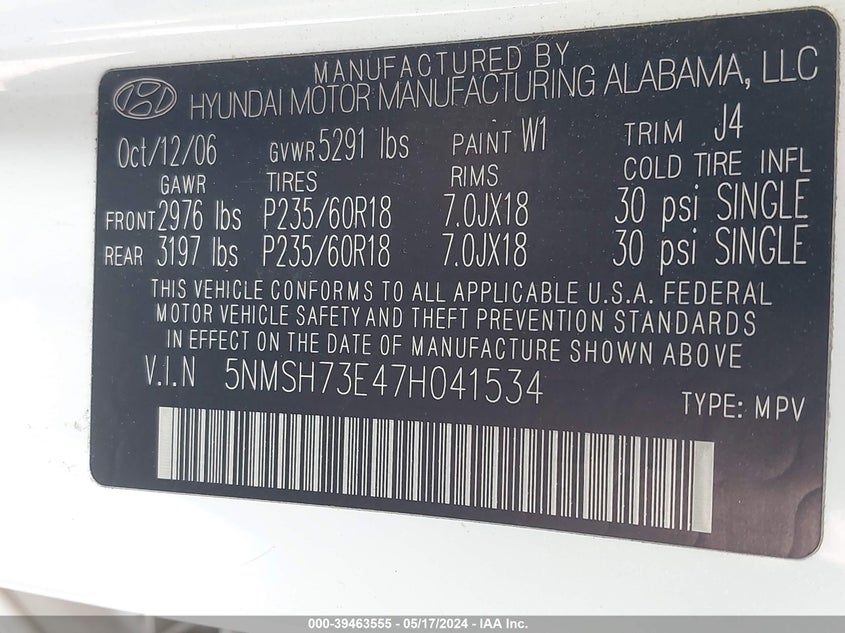 MANUFACTURED BY
HYUNDAI MOTOR MANUFACTURING ALABAMA, LLC
Oct/12/06 GVWR 5291 lbs PAINT W1 TRIM J4
GAWR TIRES RIMS COLD TIRE INFL
FRONT 2976 lbs P235/60R18 7.0JX18 30 psi SINGLE
REAR 3197 lbs P235/60R18 7.0JX18 30 psi SINGLE
THIS VEHICLE CONFORMS TO ALL APPLICABLE U.S.A. FEDERAL
MOTOR VEHICLE SAFETY AND THEFT PREVENTION STANDARDS
IN EFFECT ON THE DATE OF MANUFACTURE SHOWN ABOVE
V.I.N 5NMSH73E47H041534
TYPE: MPV
000-39463555 - 05/17/2024 - IAA Inc.